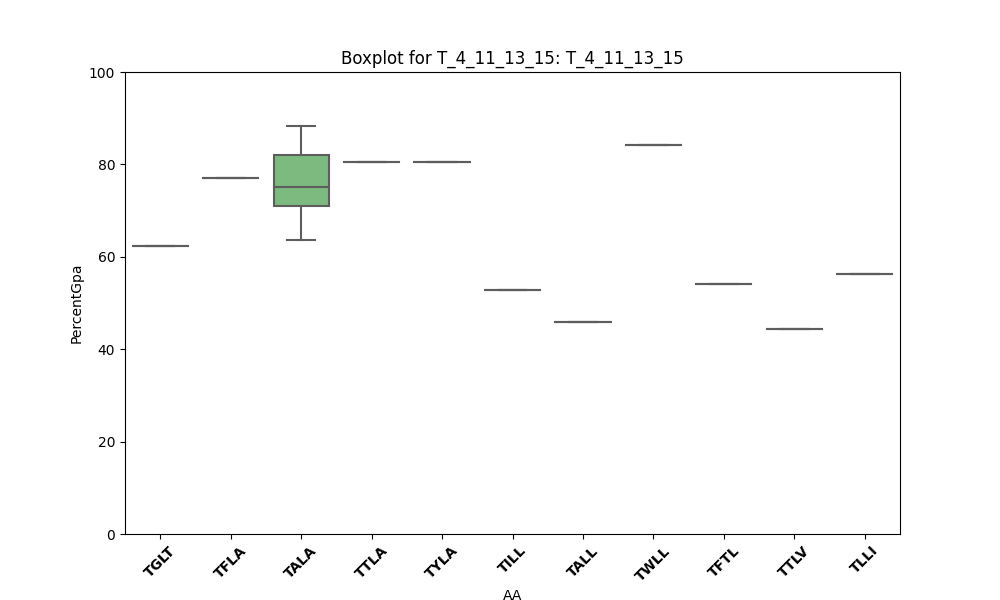 Boxplot for T_4_11_13_15: T_4_11_13_15
PercentGpa
100
80
60
40
20
0
TGLT
TFLA
TALA
TTLA
TYLA
TILL
TALL
TWLL
TFTL
TTLV
TLLI
AA